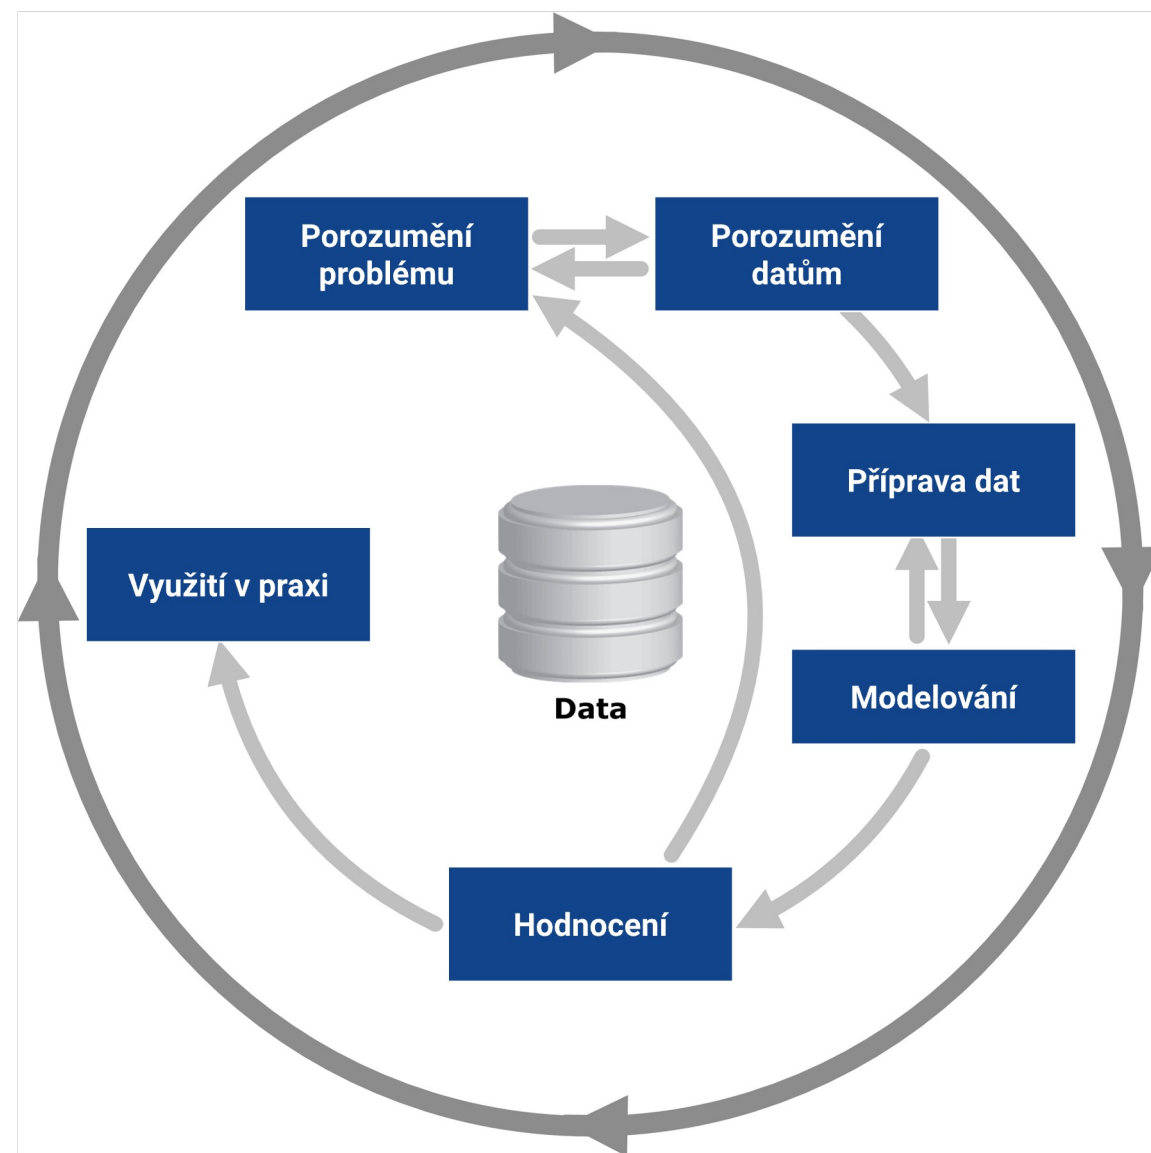 Porozumění
problému
Porozumění
datům
Příprava dat
Využití v praxi
Modelování
Data
Hodnocení